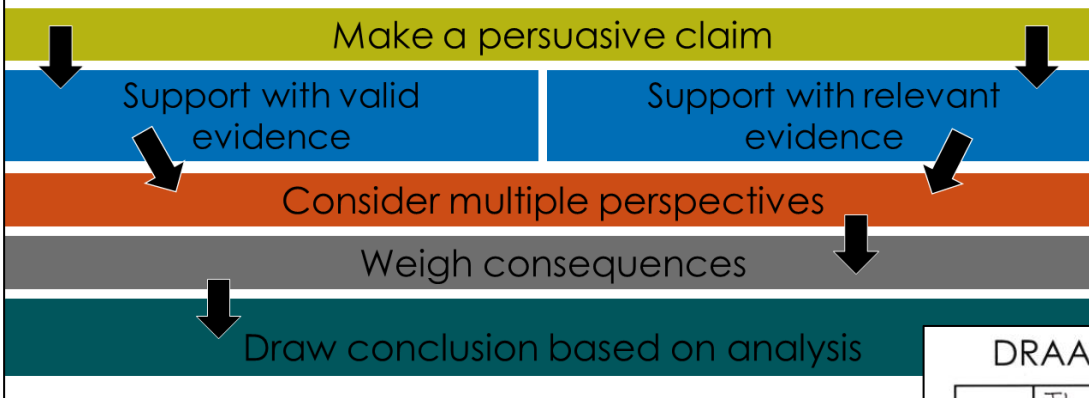 Make a persuasive claim
Support with valid
evidence
Support with relevant
evidence
Consider multiple perspectives
Weigh consequences
Draw conclusion based on analysis
DRAA